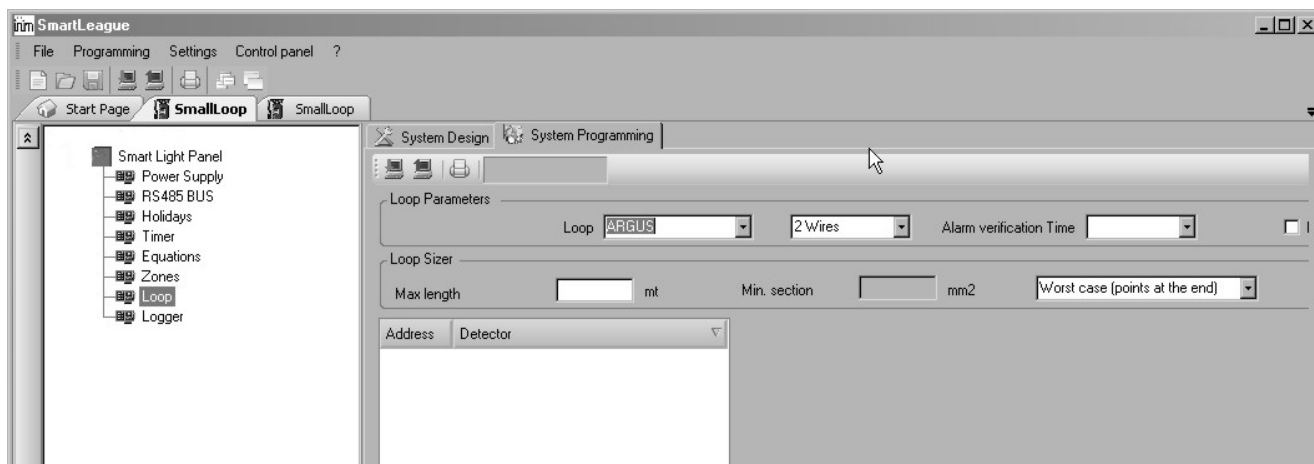 inim SmartLeague
File Programming Settings Control panel ?
Start Page SmallLoop SmallLoop
System Design System Programming
Smart Light Panel
Power Supply
RS485 BUS
Holidays
Timer
Equations
Zones
Loop
Logger
Loop Parameters
Loop ARGUS 2 Wires Alarm verification Time
Loop Sizer
Max length mt Min. section mm2 Worst case (points at the end)
Address Detector